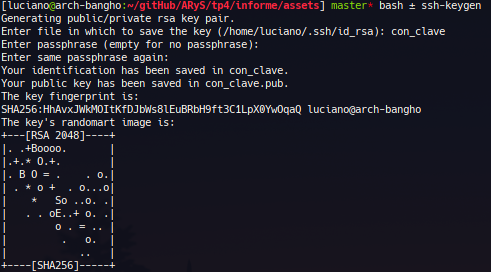 [luciano@arch-bangho:~/gitHub/ARyS/tp4/informe/assets] master* bash ± ssh-keygen
Generating public/private rsa key pair.
Enter file in which to save the key (/home/luciano/.ssh/id_rsa): con_clave
Enter passphrase (empty for no passphrase):
Enter same passphrase again:
Your identification has been saved in con_clave.
Your public key has been saved in con_clave.pub.
The key fingerprint is:
SHA256:HhAvxJWkMOItKfDJbWs8lEuBRbH9ft3C1LpX0YwOqaQ luciano@arch-bangho
The key's randomart image is:
+---[RSA 2048]----+
|. .+Boooo.       |
|.+.* O.+.        |
|. B O = .    . o.|
| . * o +  . o...o|
|    *   So ..o. .|
|   . . oE..+ o. .|
|        o . = .. |
|         .   o.  |
|            ..   |
+----[SHA256]-----+